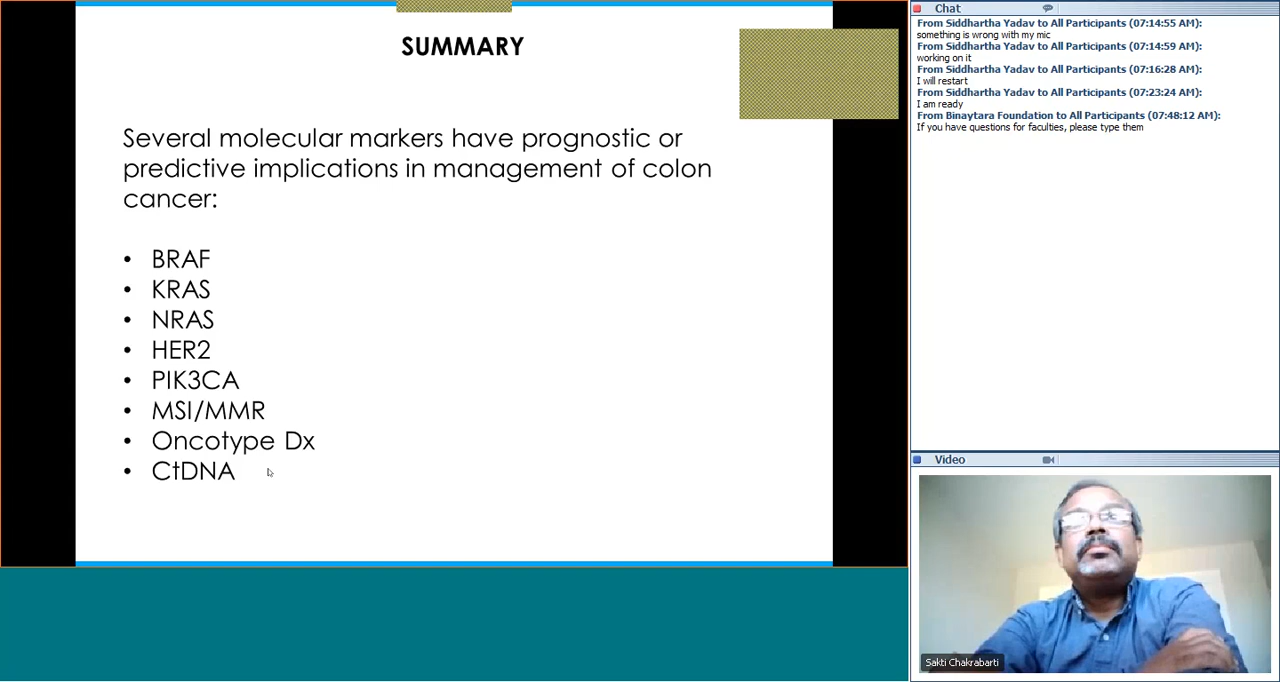 SUMMARY
Several molecular markers have prognostic or
predictive implications in management of colon
cancer:
• BRAF
• KRAS
• NRAS
• HER2
• PIK3CA
• MSI/MMR
• Oncotype Dx
• CtDNA
Chat
From Siddhartha Yadav to All Participants (07:14:55 AM):
something is wrong with my mic
From Siddhartha Yadav to All Participants (07:14:59 AM):
working on it
From Siddhartha Yadav to All Participants (07:16:28 AM):
I will restart
From Siddhartha Yadav to All Participants (07:23:24 AM):
I am ready
From Binaytara Foundation to All Participants (07:48:12 AM):
If you have questions for faculties, please type them
Video
Sakti Chakrabarti